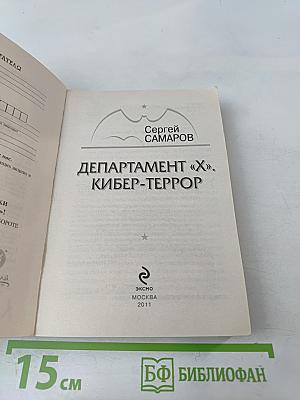 Сергей
САМАРОВ
ДЕПАРТАМЕНТ «Х».
КИБЕР-ТЕРРОР
ЭКСМО
МОСКВА
2011
15 см
БФ БИБЛИОФАН